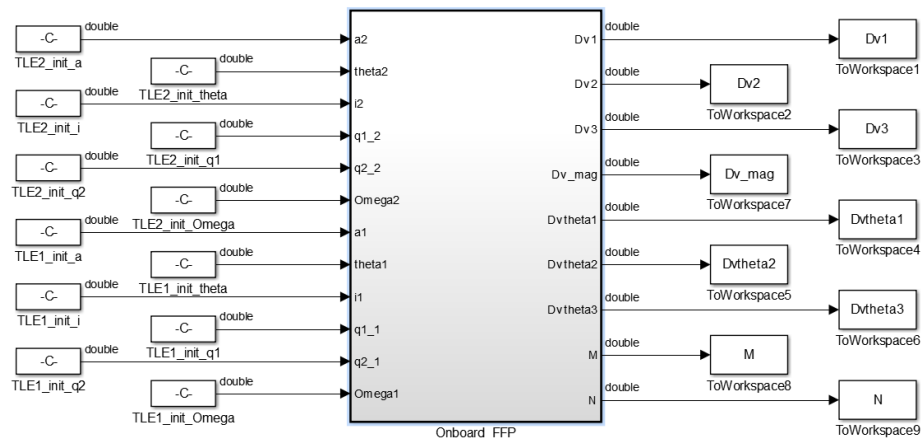 -C-
double
TLE2_init_a
-C-
double
TLE2_init_theta
-C-
double
TLE2_init_i
-C-
double
TLE2_init_q1
-C-
double
TLE2_init_q2
-C-
double
TLE2_init_Omega
-C-
double
TLE1_init_a
-C-
double
TLE1_init_theta
-C-
double
TLE1_init_i
-C-
double
TLE1_init_q1
-C-
double
TLE1_init_q2
-C-
double
TLE1_init_Omega
a2
theta2
i2
q1_2
q2_2
Omega2
a1
theta1
i1
q1_1
q2_1
Omega1
Dv1
Dv2
Dv3
Dv_mag
Dvtheta1
Dvtheta2
Dvtheta3
M
N
Onboard FFP
double
Dv1
ToWorkspace1
double
Dv2
ToWorkspace2
double
Dv3
ToWorkspace3
double
Dv_mag
ToWorkspace7
double
Dvtheta1
ToWorkspace4
double
Dvtheta2
ToWorkspace5
double
Dvtheta3
ToWorkspace6
double
M
ToWorkspace8
double
N
ToWorkspace9